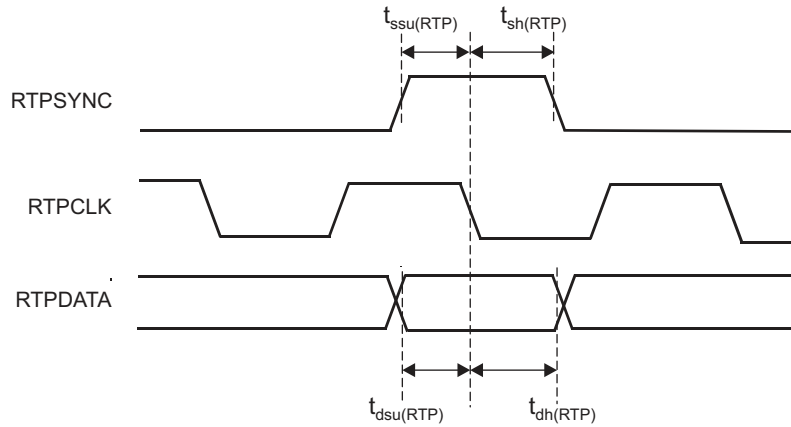 tssu(RTP) tsh(RTP)
RTPSYNC
RTPCLK
RTPDATA
tdsu(RTP) tdh(RTP)